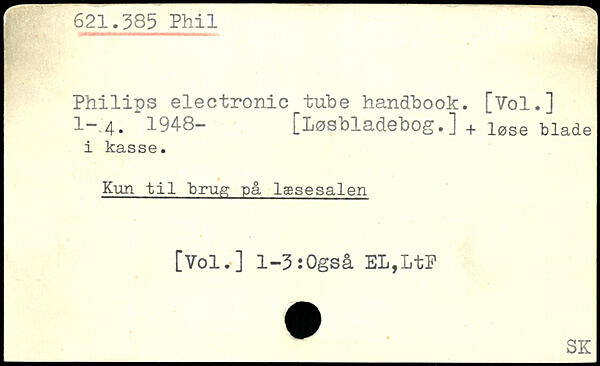 621.385 Phil
Philips electronic tube handbook. [Vol.]
1-4. 1948- [Løsbladebog.] + løse blade
i kasse.
Kun til brug på læsesalen
[Vol.] 1-3:Også EL,LtF
SK